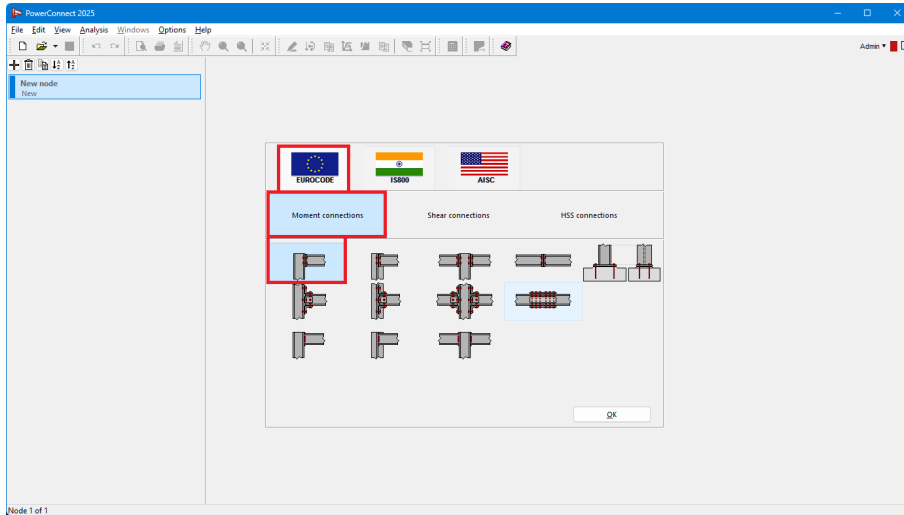 PowerConnect 2025
File Edit View Analysis Windows Options Help
Admin
New node
New
EUROCODE IS800 AISC
Moment connections Shear connections HSS connections
OK
Node 1 of 1